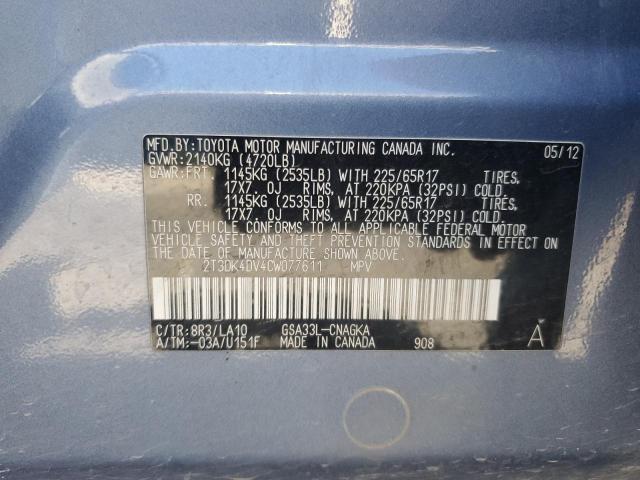 MFD.BY:TOYOTA MOTOR MANUFACTURING CANADA INC. 05/12
GVWR:2140KG (4720LB)
GAWR:FRT. 1145KG (2535LB) WITH 225/65R17 TIRES,
17X7.0J RIMS, AT 220KPA (32PSI) COLD.
RR. 1145KG (2535LB) WITH 225/65R17 TIRES,
17X7.0J RIMS, AT 220KPA (32PSI) COLD.
THIS VEHICLE CONFORMS TO ALL APPLICABLE FEDERAL MOTOR
VEHICLE SAFETY AND THEFT PREVENTION STANDARDS IN EFFECT ON
THE DATE OF MANUFACTURE SHOWN ABOVE.
2T3DK4DV4CW077611 MPV
C/TR:8R3/LA10 GSA33L-CNAGKA A
A/TM:-03A/U151F MADE IN CANADA 908